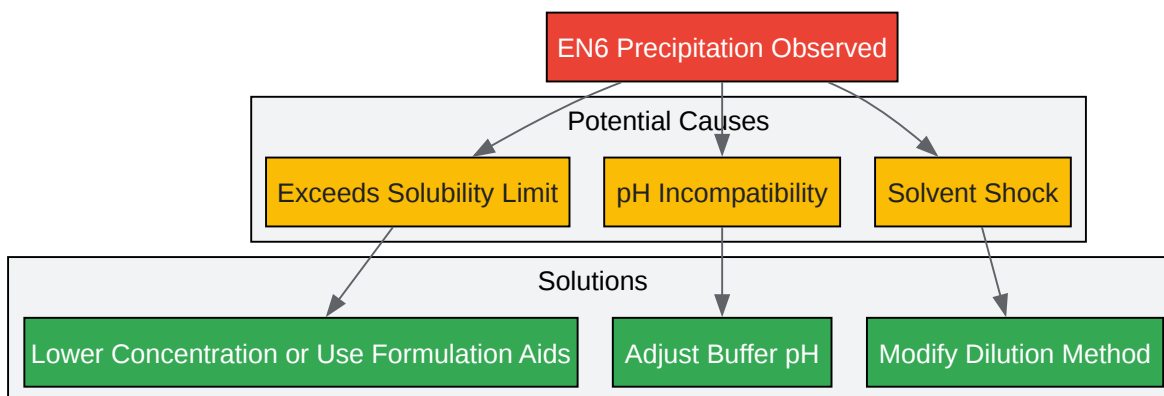 EN6 Precipitation Observed
Potential Causes
Exceeds Solubility Limit
pH Incompatibility
Solvent Shock
Solutions
Lower Concentration or Use Formulation Aids
Adjust Buffer pH
Modify Dilution Method